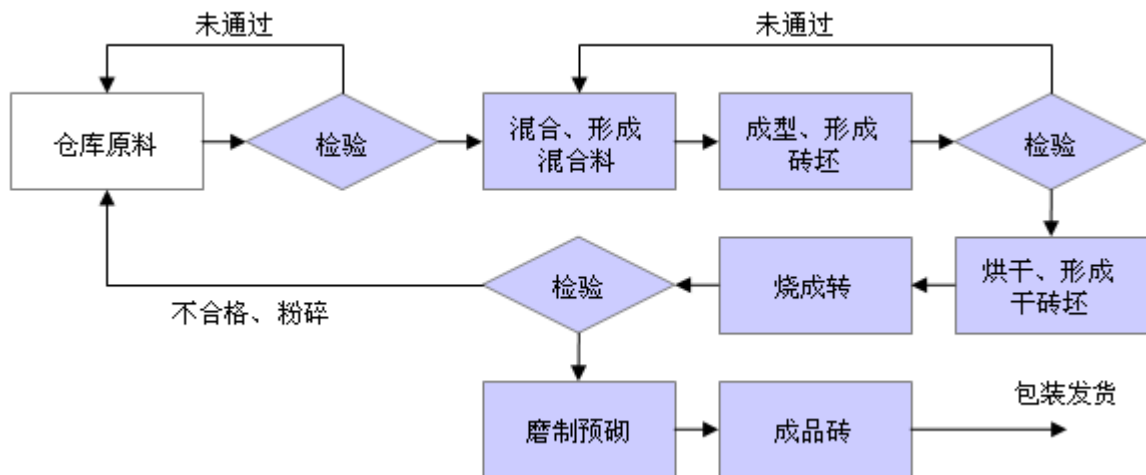 未通过
未通过
仓库原料
检验
混合、形成
混合料
成型、形成
砖坯
检验
检验
烧成转
烘干、形成
干砖坯
不合格、粉碎
磨制预砌
成品砖
包装发货